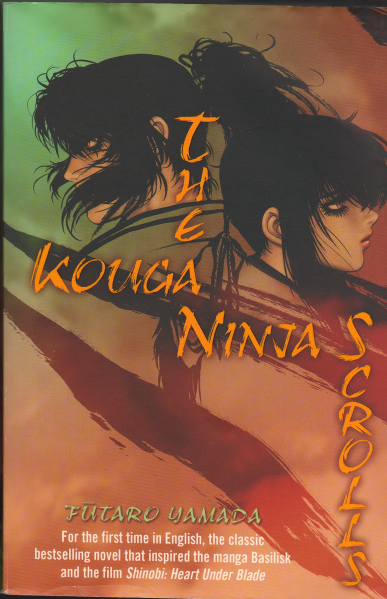 THE
KOUGA
NINJA
SCROLLS
FŪTARO YAMADA
For the first time in English, the classic
bestselling novel that inspired the manga Basilisk
and the film Shinobi: Heart Under Blade